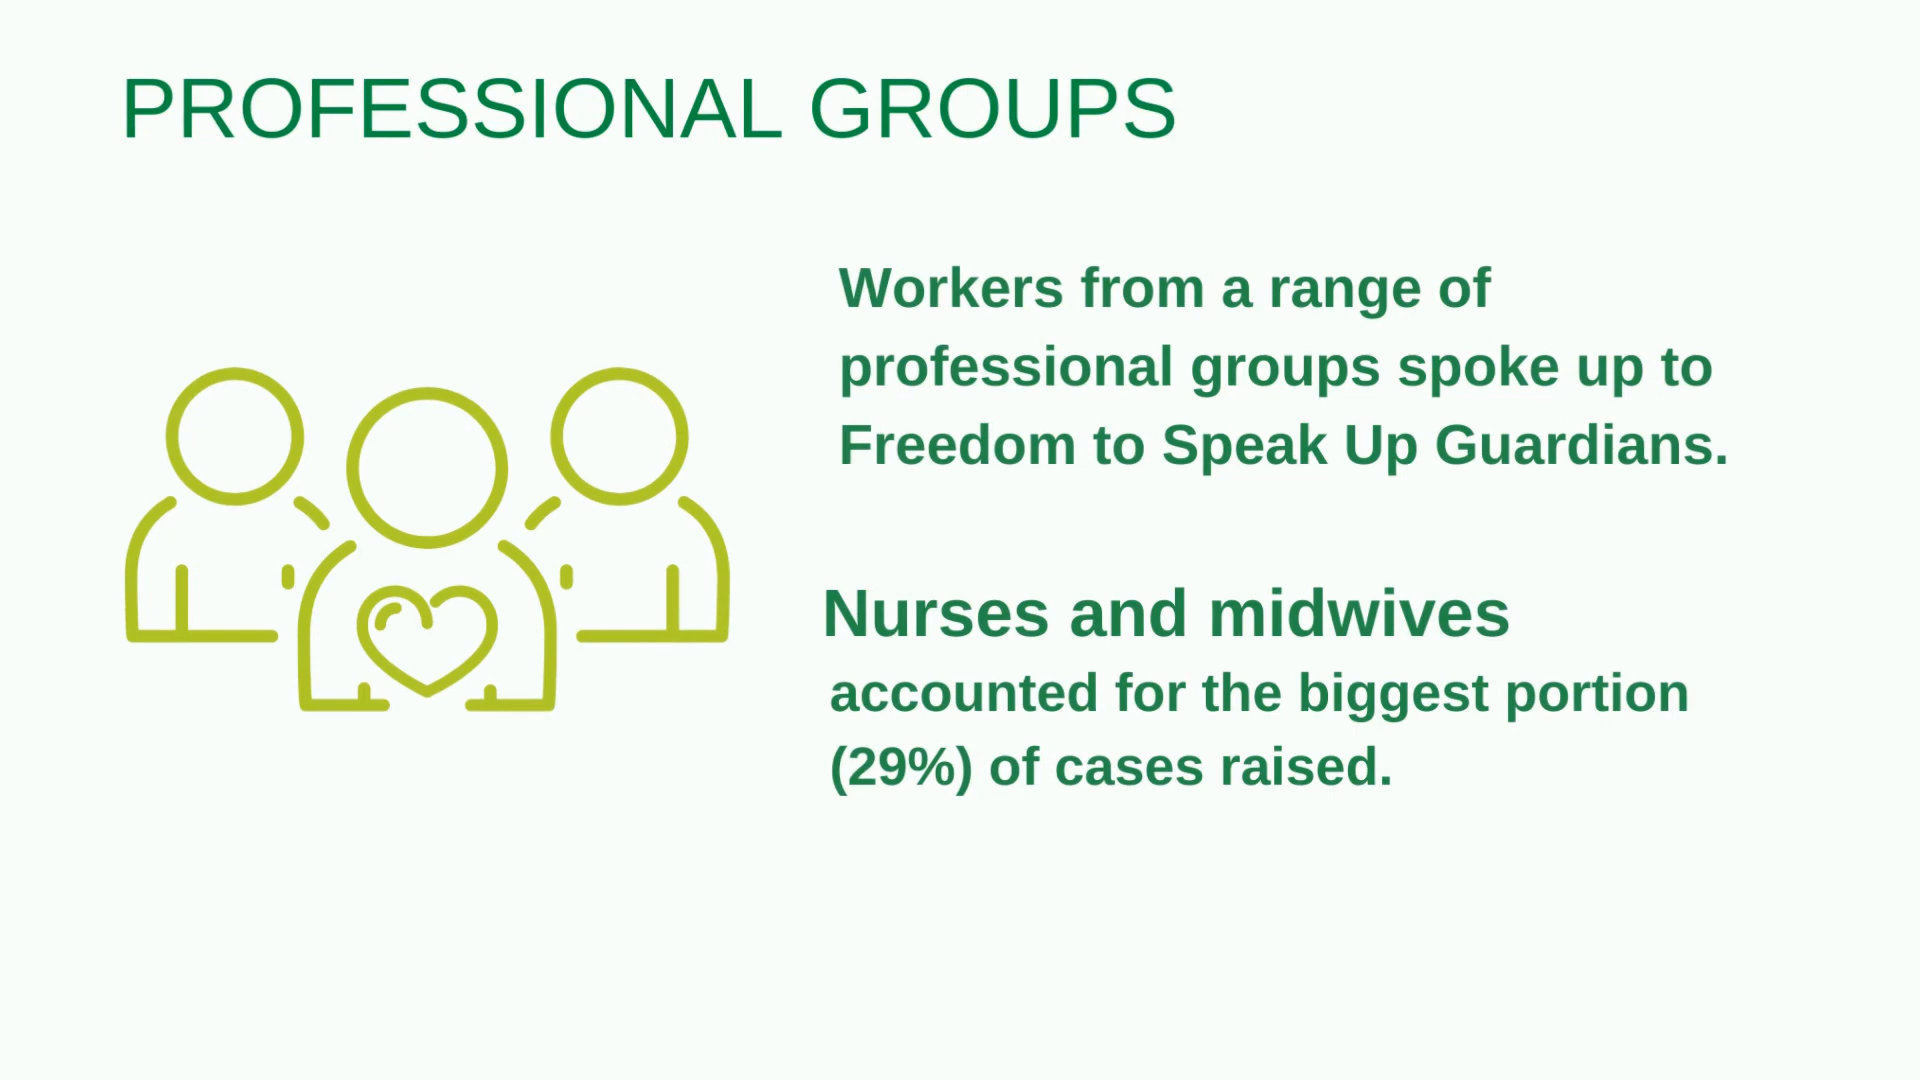 PROFESSIONAL GROUPS
Workers from a range of
professional groups spoke up to
Freedom to Speak Up Guardians.
Nurses and midwives
accounted for the biggest portion
(29%) of cases raised.